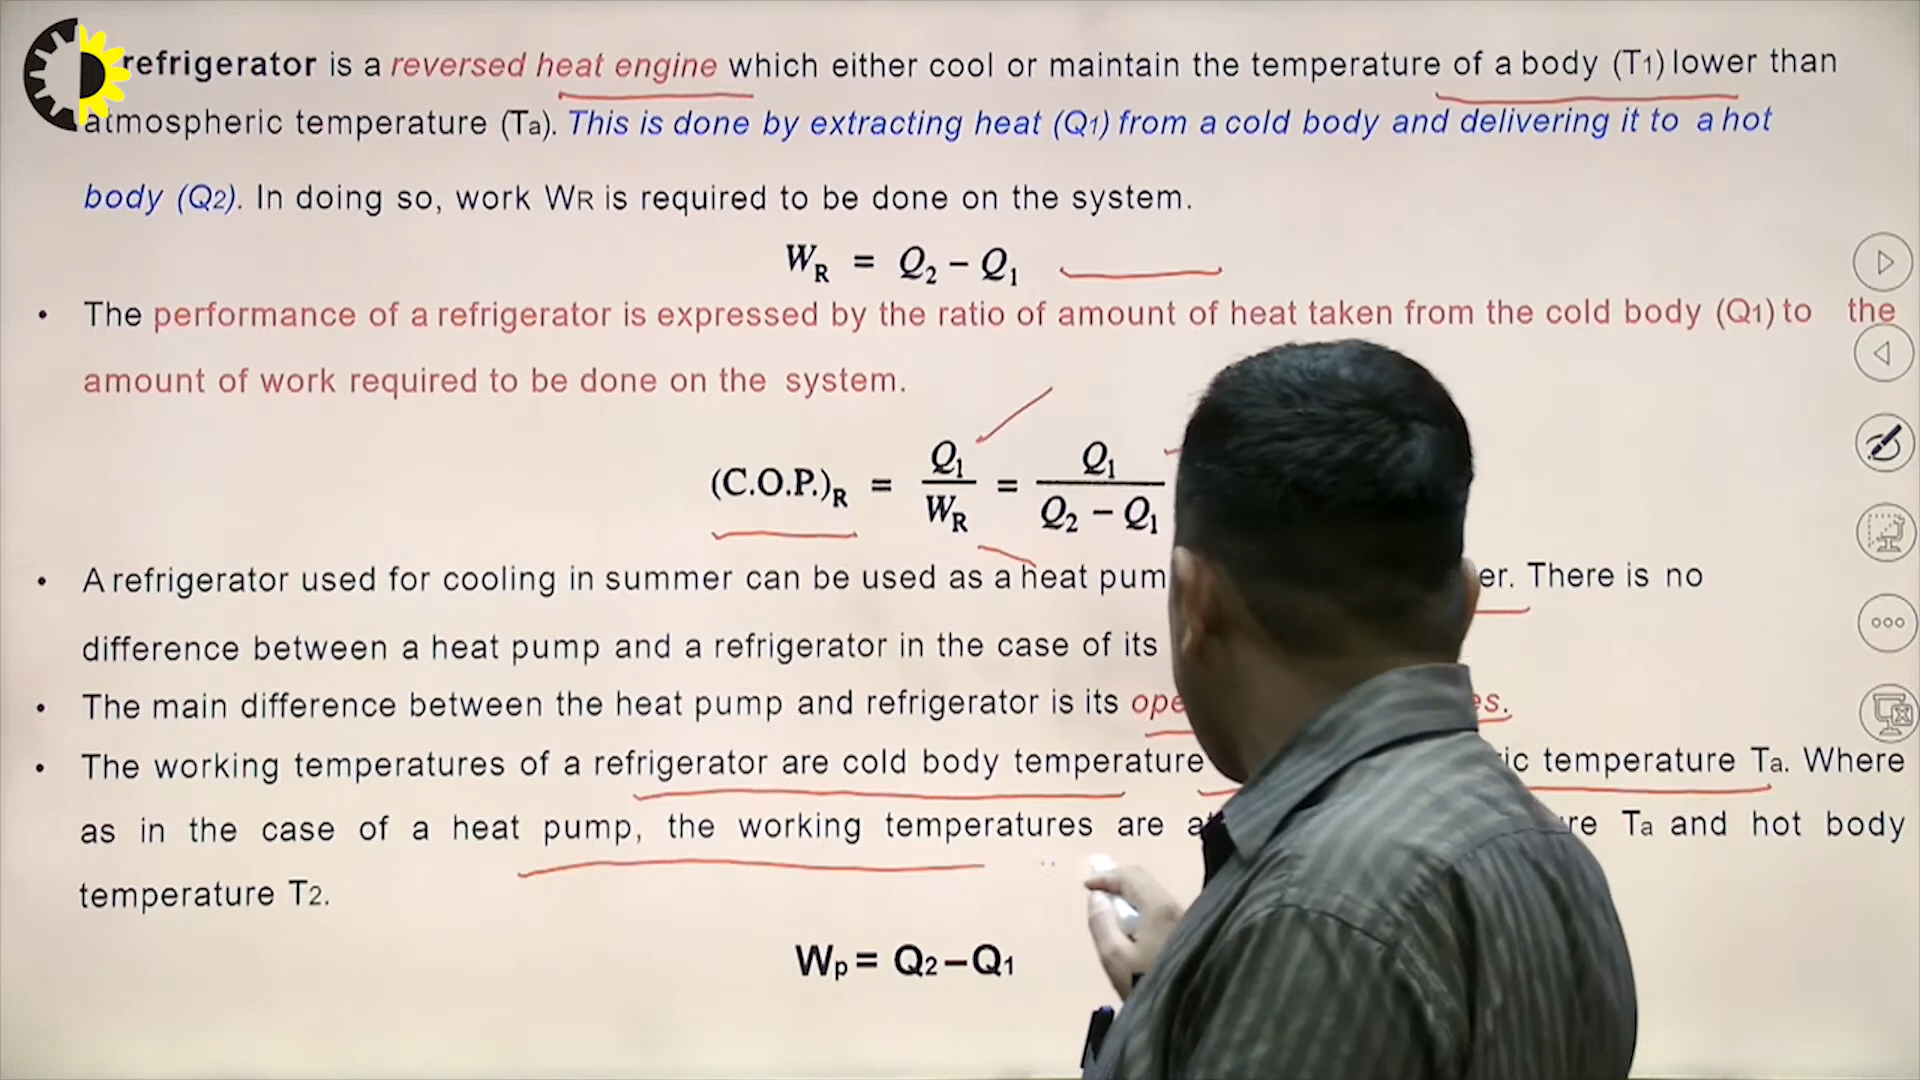 refrigerator is a reversed heat engine which either cool or maintain the temperature of a body (T1) lower than
atmospheric temperature (Ta). This is done by extracting heat (Q1) from a cold body and delivering it to a hot
body (Q2). In doing so, work WR is required to be done on the system.
WR = Q2 – Q1
• The performance of a refrigerator is expressed by the ratio of amount of heat taken from the cold body (Q1) to the
amount of work required to be done on the system.
(C.O.P.)R = Q1/WR = Q1/(Q2 – Q1)
• A refrigerator used for cooling in summer can be used as a heat There is no
difference between a heat pump and a refrigerator in the case of its
• The main difference between the heat pump and refrigerator is its
• The working temperatures of a refrigerator are cold body temperature temperature Ta. Where
as in the case of a heat pump, the working temperatures are Ta and hot body
temperature T2.
Wp = Q2 – Q1